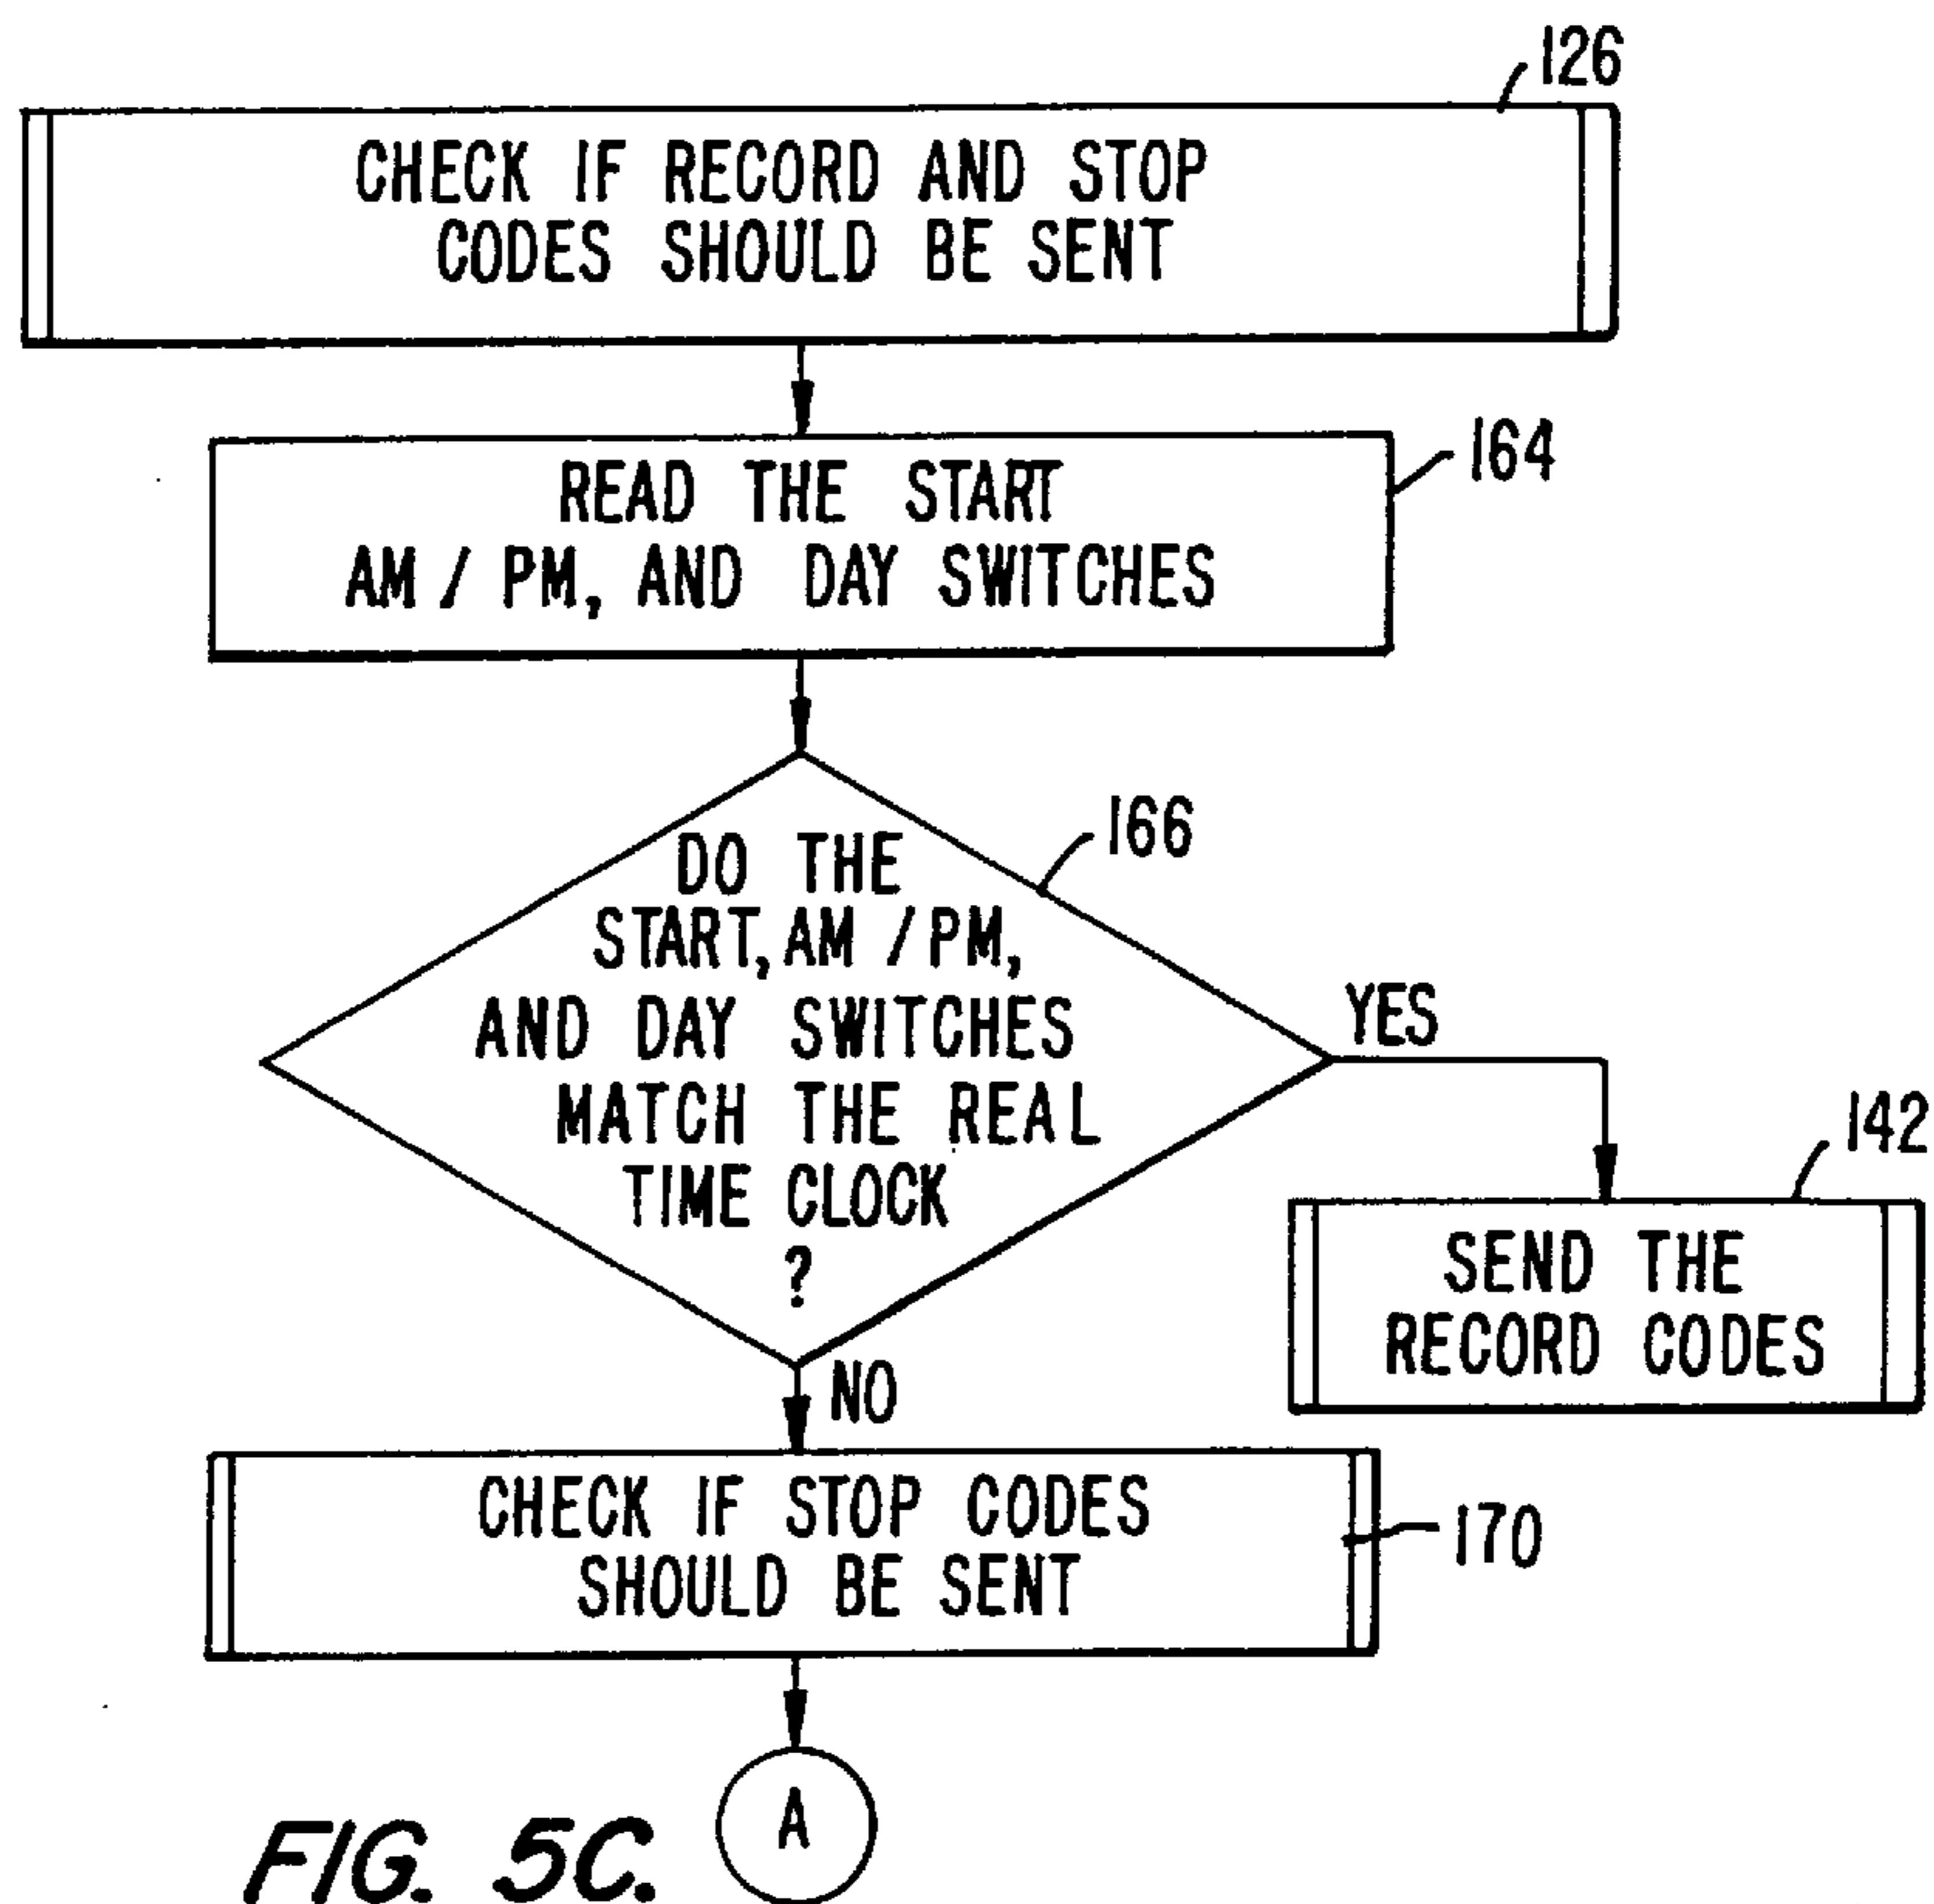 126
CHECK IF RECORD AND STOP
CODES SHOULD BE SENT
164
READ THE START
AM / PM, AND DAY SWITCHES
166
DO THE
START, AM / PM,
AND DAY SWITCHES
MATCH THE REAL
TIME CLOCK
?
YES
142
SEND THE
RECORD CODES
NO
CHECK IF STOP CODES
SHOULD BE SENT
170
A
FIG. 5C.